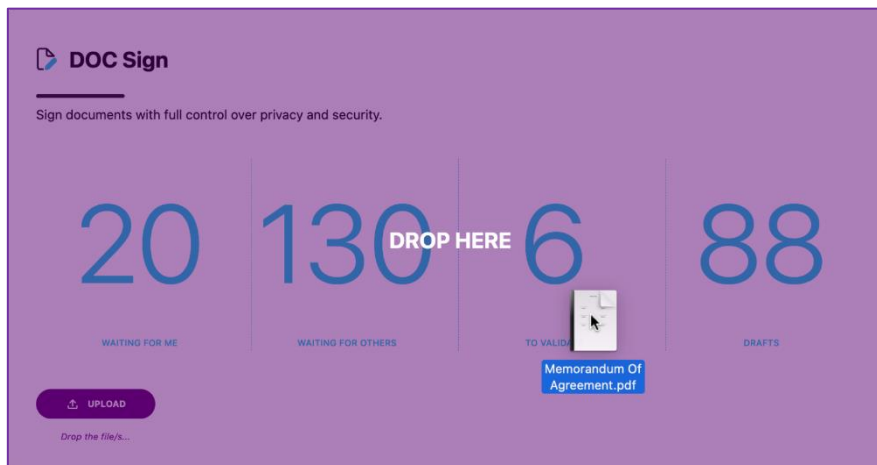 DOC Sign
Sign documents with full control over privacy and security.
20
130
DROP HERE
6
88
WAITING FOR ME
WAITING FOR OTHERS
TO VALIDA
DRAFTS
Memorandum Of
Agreement.pdf
UPLOAD
Drop the file/s...